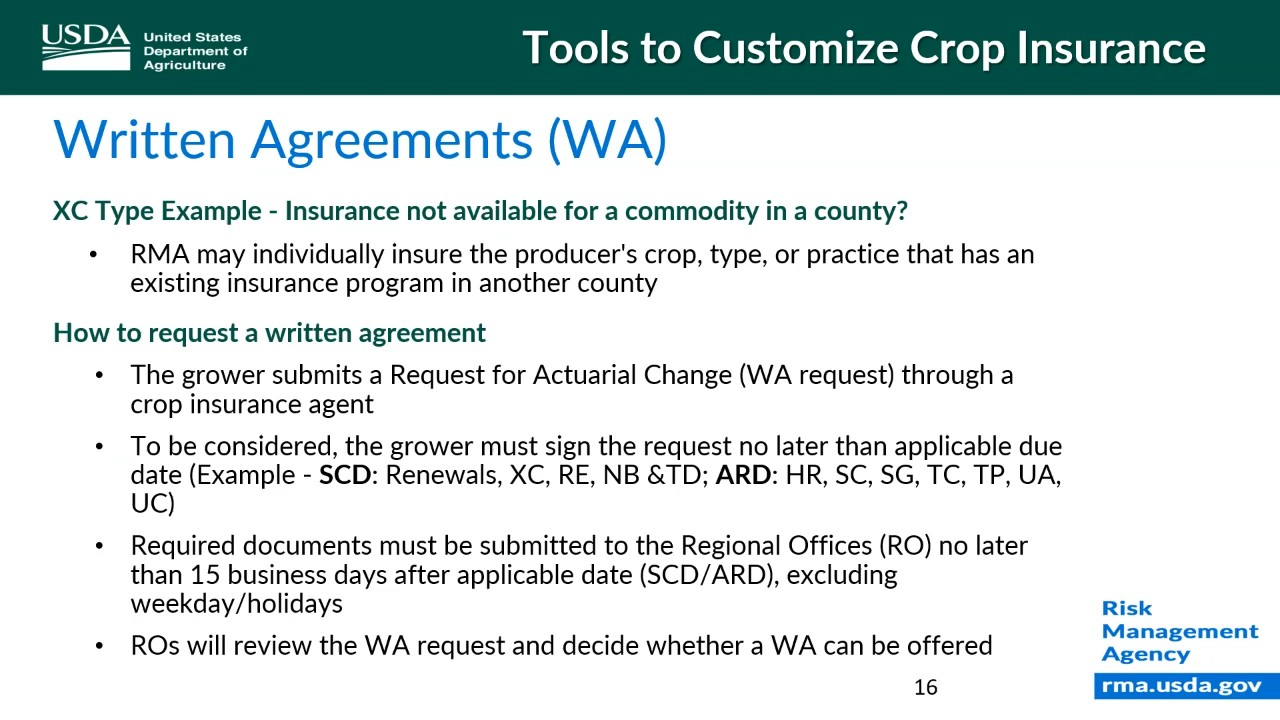 USDA
United States
Department of
Agriculture
Tools to Customize Crop Insurance
Written Agreements (WA)
XC Type Example - Insurance not available for a commodity in a county?
• RMA may individually insure the producer's crop, type, or practice that has an
existing insurance program in another county
How to request a written agreement
• The grower submits a Request for Actuarial Change (WA request) through a
crop insurance agent
• To be considered, the grower must sign the request no later than applicable due
date (Example - SCD: Renewals, XC, RE, NB &TD; ARD: HR, SC, SG, TC, TP, UA,
UC)
• Required documents must be submitted to the Regional Offices (RO) no later
than 15 business days after applicable date (SCD/ARD), excluding
weekday/holidays
• ROs will review the WA request and decide whether a WA can be offered
Risk
Management
Agency
rma.usda.gov
16